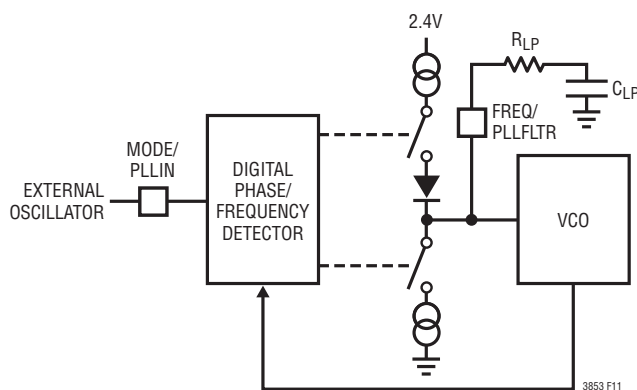 2.4V
RLP
CLP
FREQ/
PLLFLTR
MODE/
PLLIN
EXTERNAL
OSCILLATOR
DIGITAL
PHASE/
FREQUENCY
DETECTOR
VCO
3853 F11